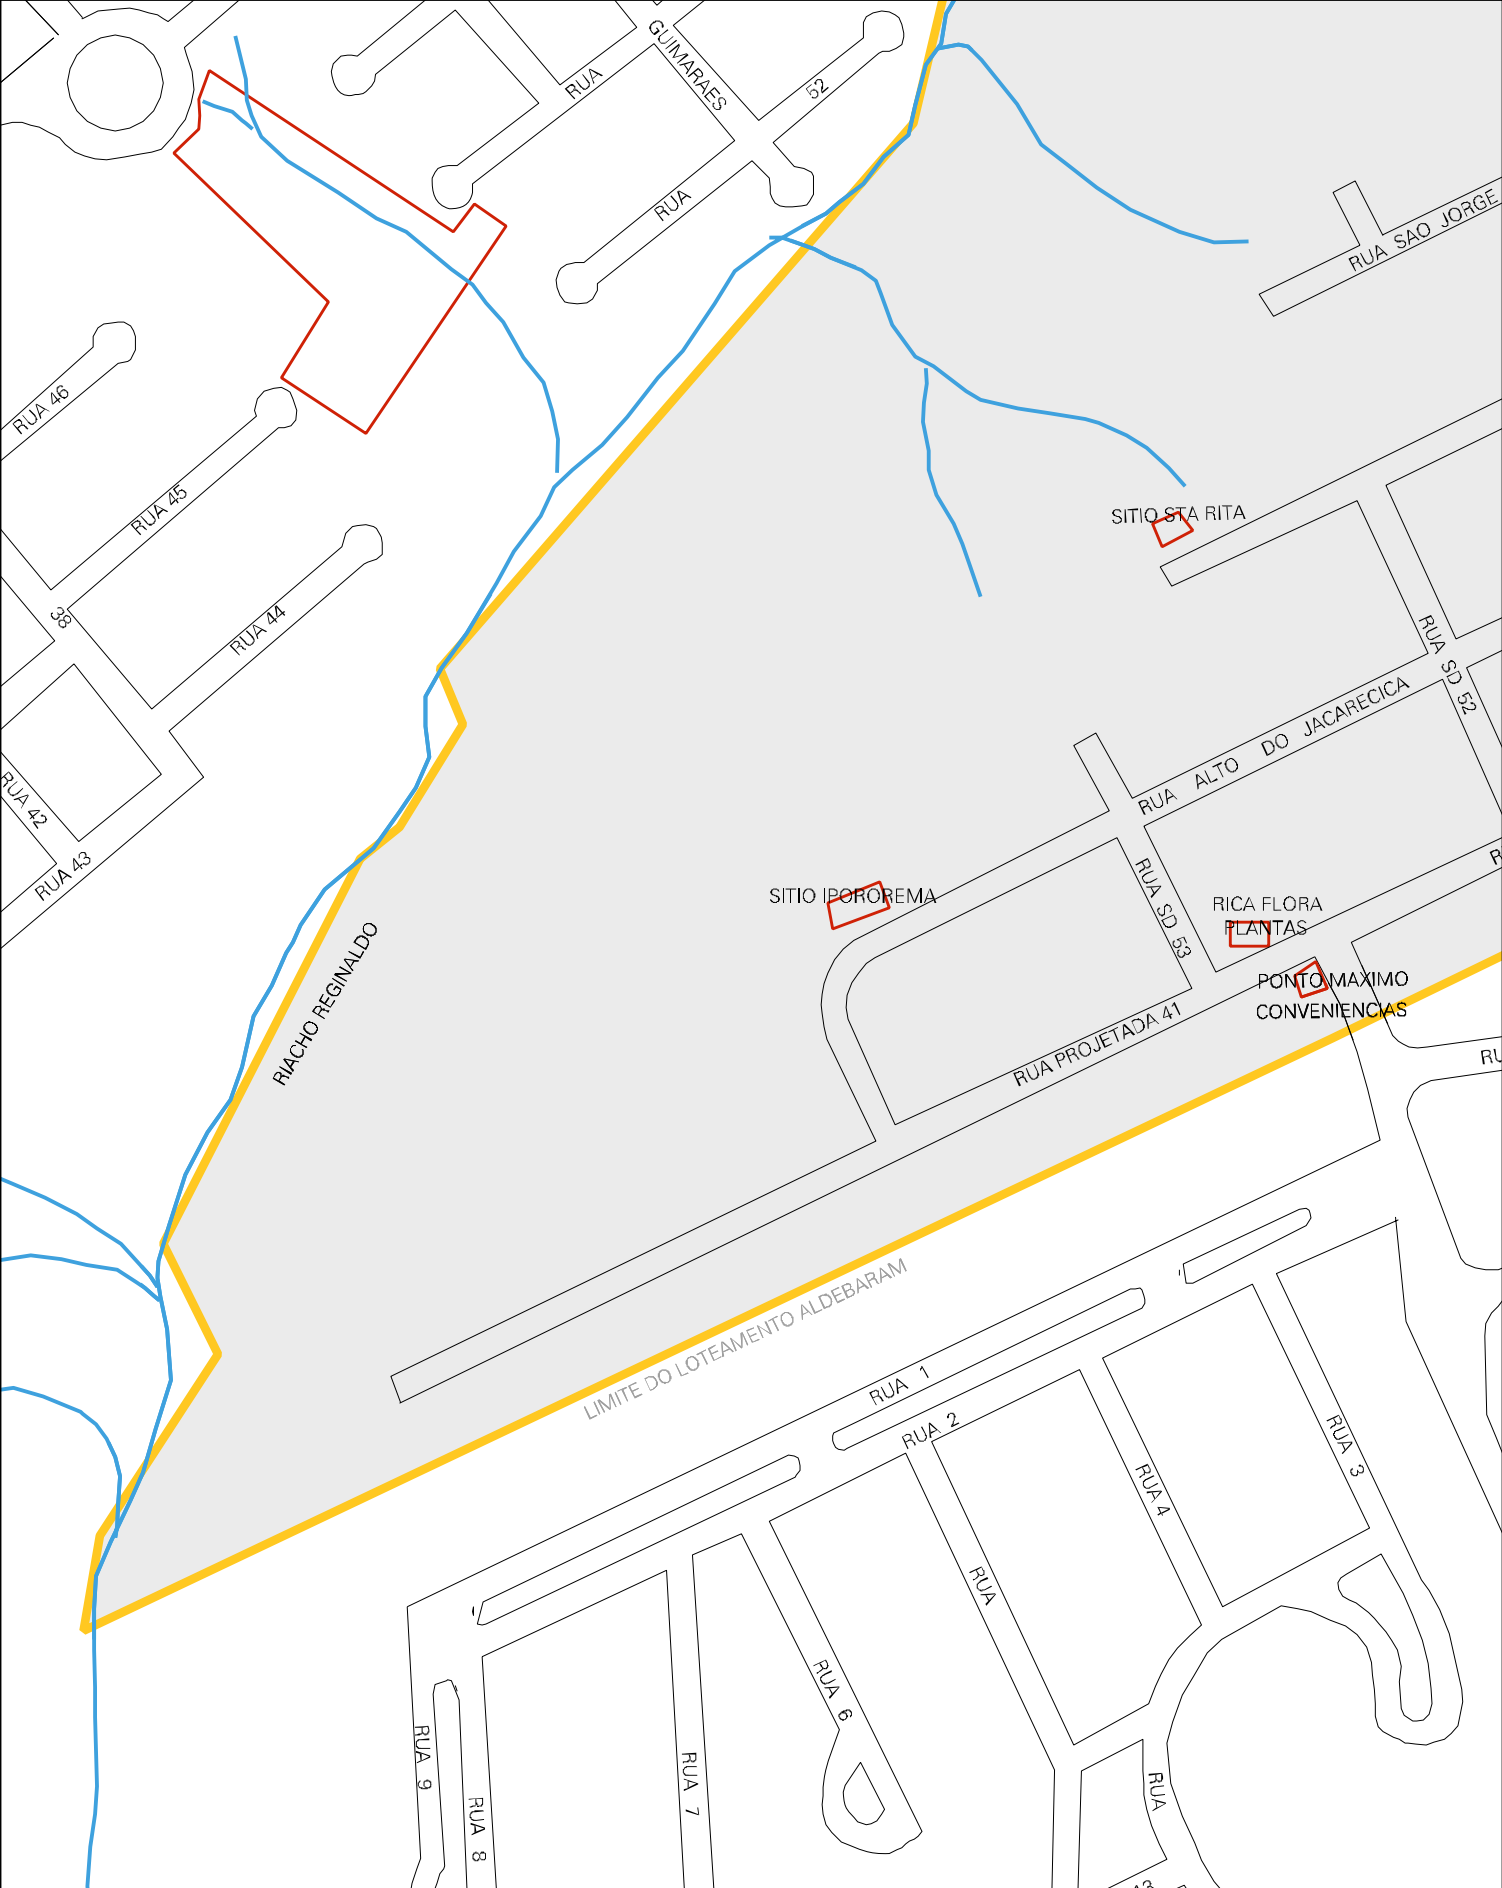 GUIMARAES
RUA
52
RUA
RUA SAO JORGE
RUA 46
RUA 45
SITIO STA RITA
38
RUA 44
RUA SD 52
RUA ALTO DO JACARECICA
RUA 42
RUA 43
SITIO IPOROREMA
RUA SD 53
RICA FLORA
PLANTAS
RIACHO REGINALDO
PONTO MAXIMO
CONVENIENCIAS
RUA PROJETADA 41
LIMITE DO LOTEAMENTO ALDEBARAM
RUA 1
RUA 2
RUA 3
RUA 4
RUA
RUA 6
RUA 9
RUA 7
RUA 8
RUA